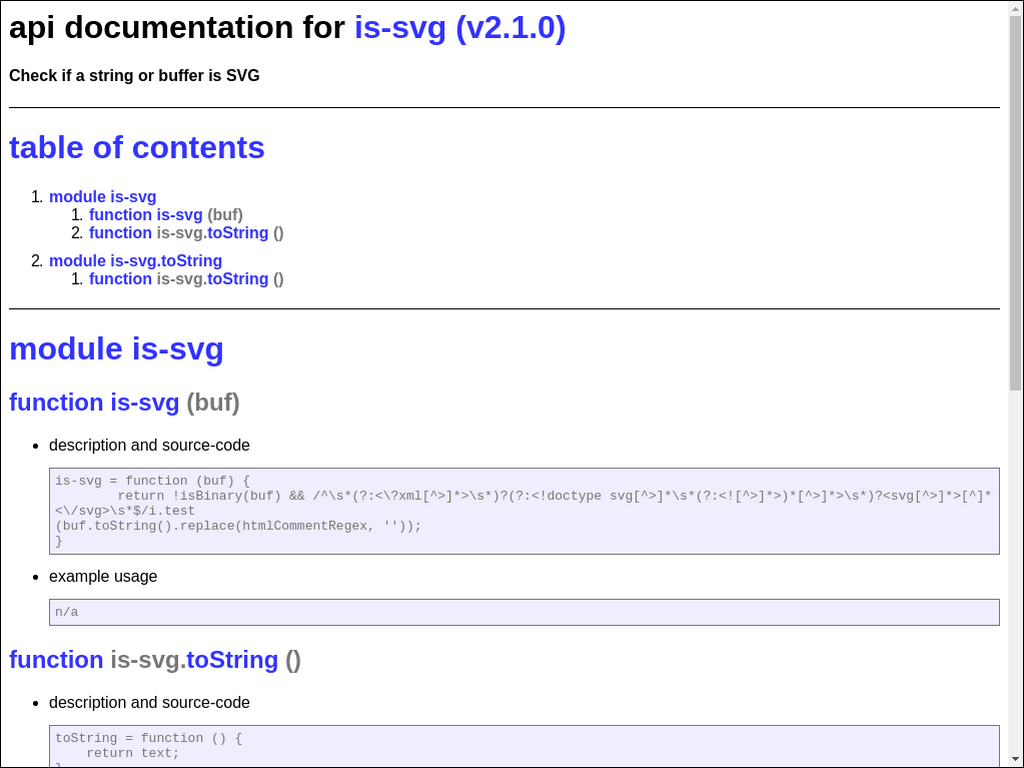 api documentation for is-svg (v2.1.0)
Check if a string or buffer is SVG
table of contents
1. module is-svg
1. function is-svg (buf)
2. function is-svg.toString ()
2. module is-svg.toString
1. function is-svg.toString ()
module is-svg
function is-svg (buf)
• description and source-code
is-svg = function (buf) {
        return !isBinary(buf) && /^\s*(?:<\?xml[^>]*>\s*)?(?:<!doctype svg[^>]*\s*(?:<![^>]*>)*[^>]*>\s*)?<svg[^>]*>[^]*
<\/svg>\s*$/i.test
(buf.toString().replace(htmlCommentRegex, ''));
}
• example usage
n/a
function is-svg.toString ()
• description and source-code
toString = function () {
    return text;
}